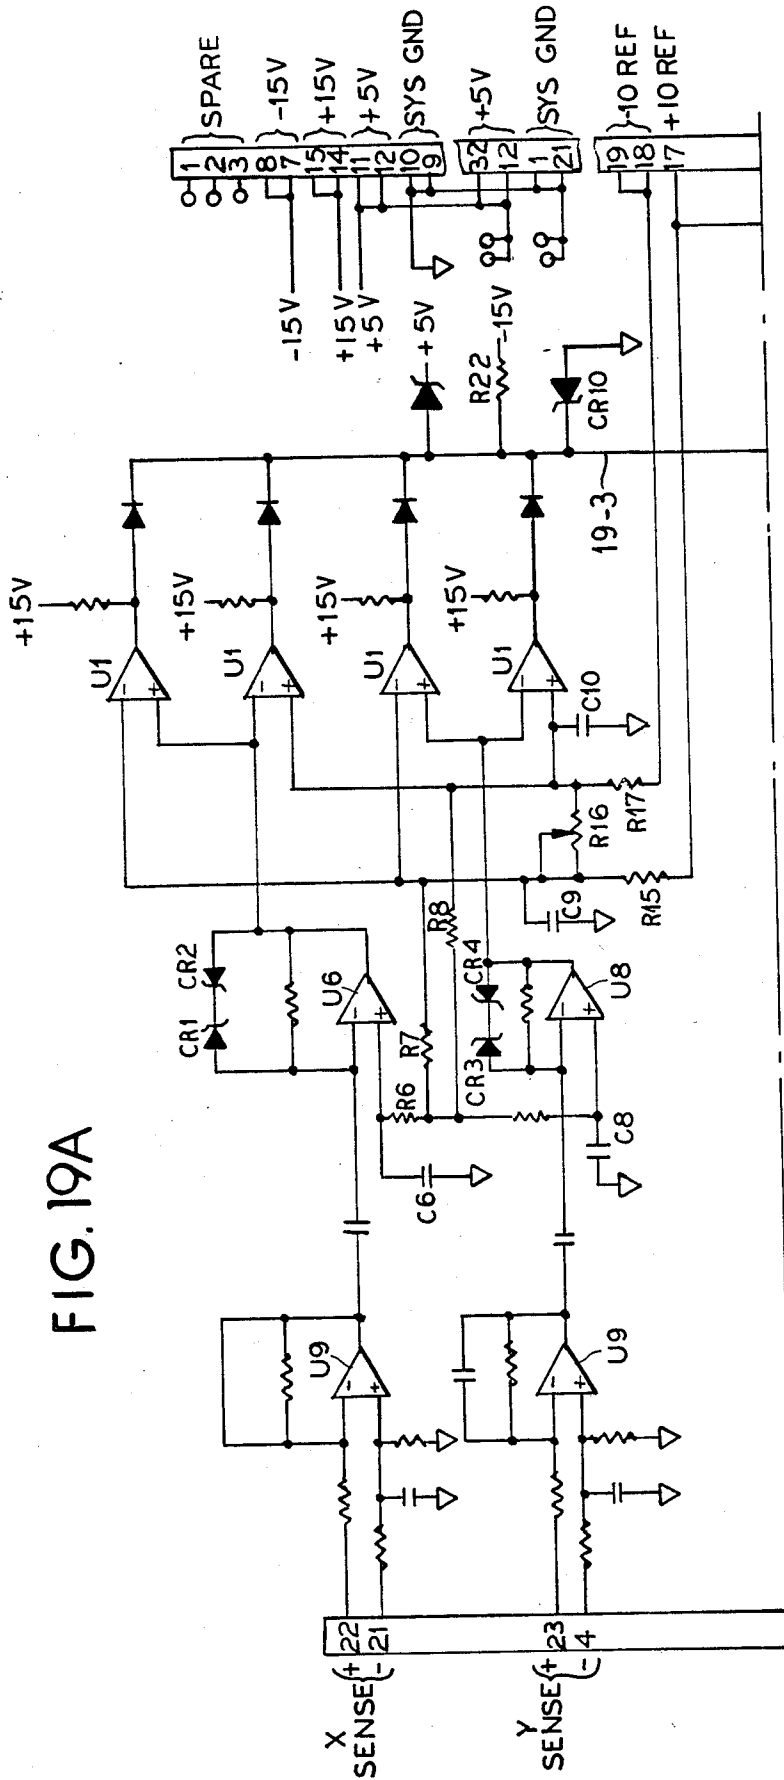 FIG. 19A
X
SENSE
+
-
22
21
Y
SENSE
+
-
23
4
U9
-
+
U9
-
+
C6
R6
R7
R8
C8
CR1
CR2
U6
-
+
CR3
CR4
U8
-
+
C9
R15
R16
R17
C10
+15V
U1
-
+
+15V
U1
-
+
+15V
U1
-
+
+15V
U1
-
+
19-3
+5V
R22
-15V
CR10
-15V
+15V
+5V
1
2
3
SPARE
8
7
-15V
15
14
+15V
11
12
+5V
10
9
SYS GND
32
12
+5V
1
21
SYS GND
19
18
-10 REF
17
+10 REF